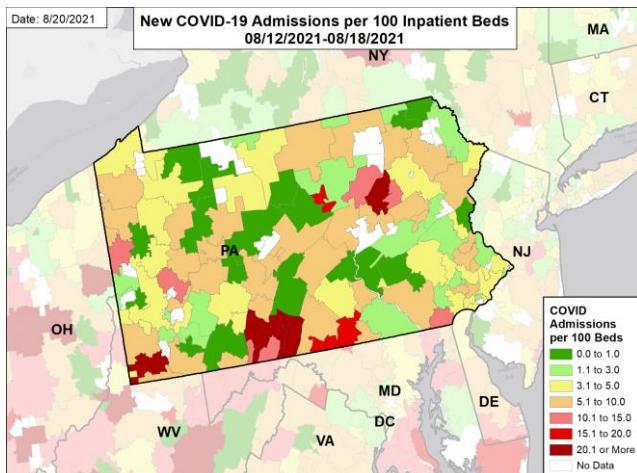 Date: 8/20/2021
New COVID-19 Admissions per 100 Inpatient Beds
08/12/2021-08/18/2021
NY
MA
CT
PA
NJ
OH
MD
DE
DC
WV
VA
COVID
Admissions
per 100 Beds
0.0 to 1.0
1.1 to 3.0
3.1 to 5.0
5.1 to 10.0
10.1 to 15.0
15.1 to 20.0
20.1 or More
No Data